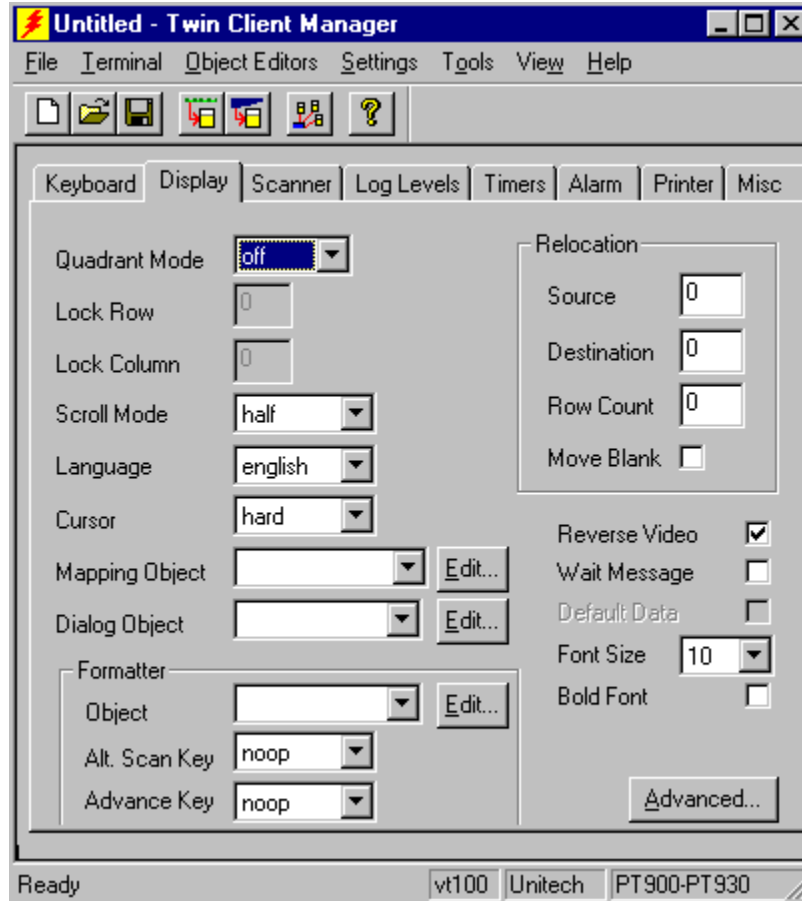 Untitled - Twin Client Manager
File Terminal Object Editors Settings Tools View Help
Keyboard Display Scanner Log Levels Timers Alarm Printer Misc
Quadrant Mode off
Lock Row 0
Lock Column 0
Scroll Mode half
Language english
Cursor hard
Mapping Object Edit...
Dialog Object Edit...
Formatter
Object Edit...
Alt. Scan Key noop
Advance Key noop
Relocation
Source 0
Destination 0
Row Count 0
Move Blank
Reverse Video
Wait Message
Default Data
Font Size 10
Bold Font
Advanced...
Ready vt100 Unitech PT900-PT930